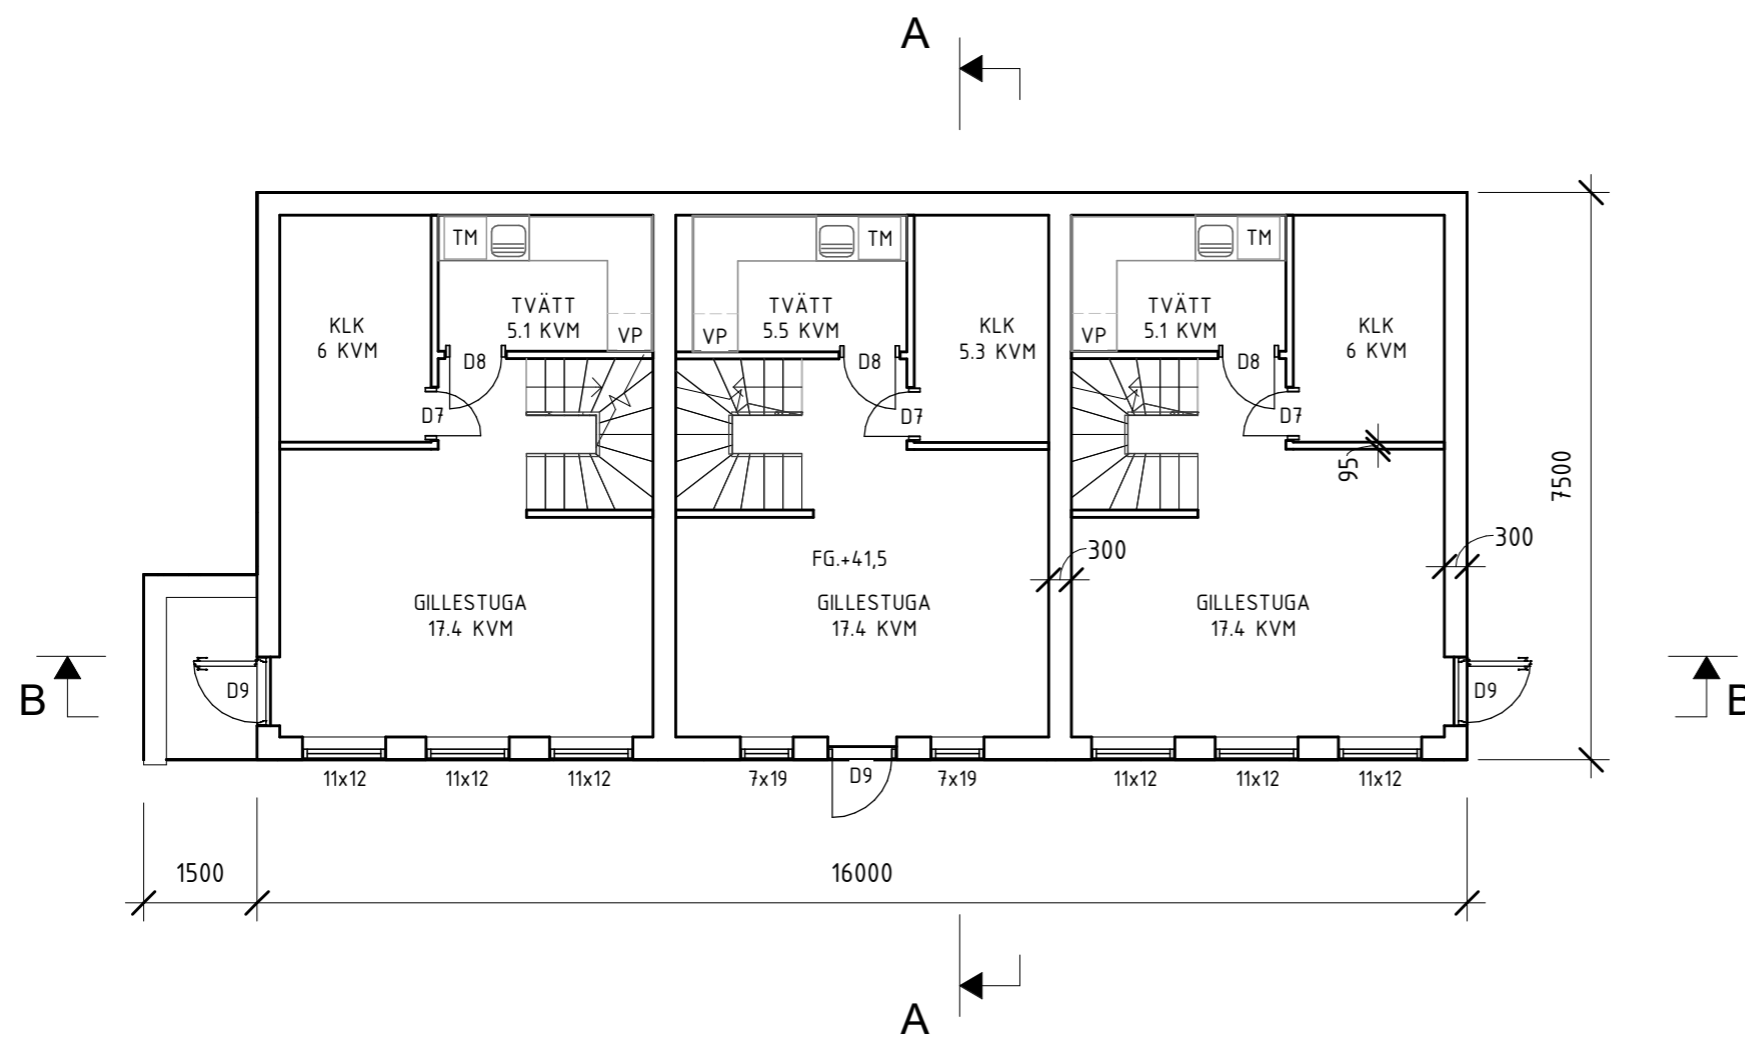 A
TM
TM
TM
TVÄTT
5.1 KVM
TVÄTT
5.5 KVM
TVÄTT
5.1 KVM
KLK
6 KVM
VP
VP
KLK
5.3 KVM
VP
KLK
6 KVM
D8
D8
D8
D7
D7
D7
95
7500
FG.+41,5
300
300
GILLESTUGA
17.4 KVM
GILLESTUGA
17.4 KVM
GILLESTUGA
17.4 KVM
B
D9
D9
B
11x12
11x12
11x12
7x19
D9
7x19
11x12
11x12
11x12
1500
16000
A